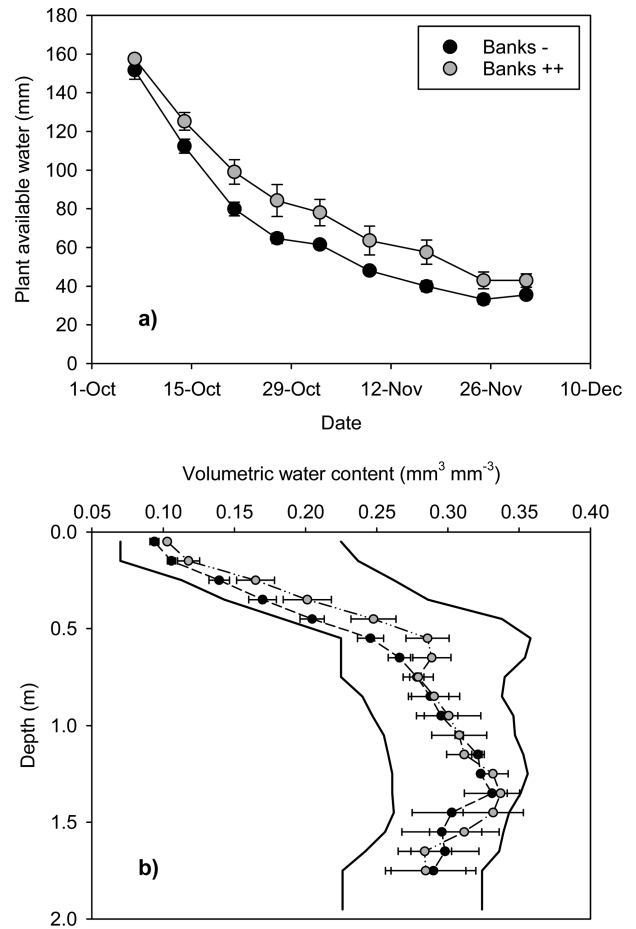 180
160
140
120
100
80
60
40
20
0
Plant available water (mm)
Banks -
Banks ++
a)
1-Oct 15-Oct 29-Oct 12-Nov 26-Nov 10-Dec
Date
Volumetric water content (mm³ mm⁻³)
0.05 0.10 0.15 0.20 0.25 0.30 0.35 0.40
0.0
0.5
1.0
1.5
2.0
Depth (m)
b)